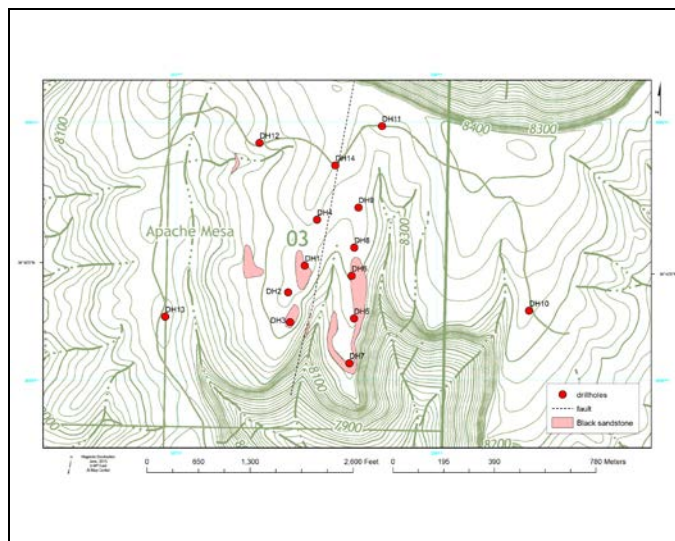 8400
8300
DH11
DH12
8100
DH14
DH9
DH4
Apache Mesa
03
8300
DH8
DH1
DH6
DH2
DH10
DH3
DH5
DH13
DH7
8100
drillholes
fault
Black sandstone
7900
8200
0 650 1,300 2,600 Feet
0 195 390 780 Meters